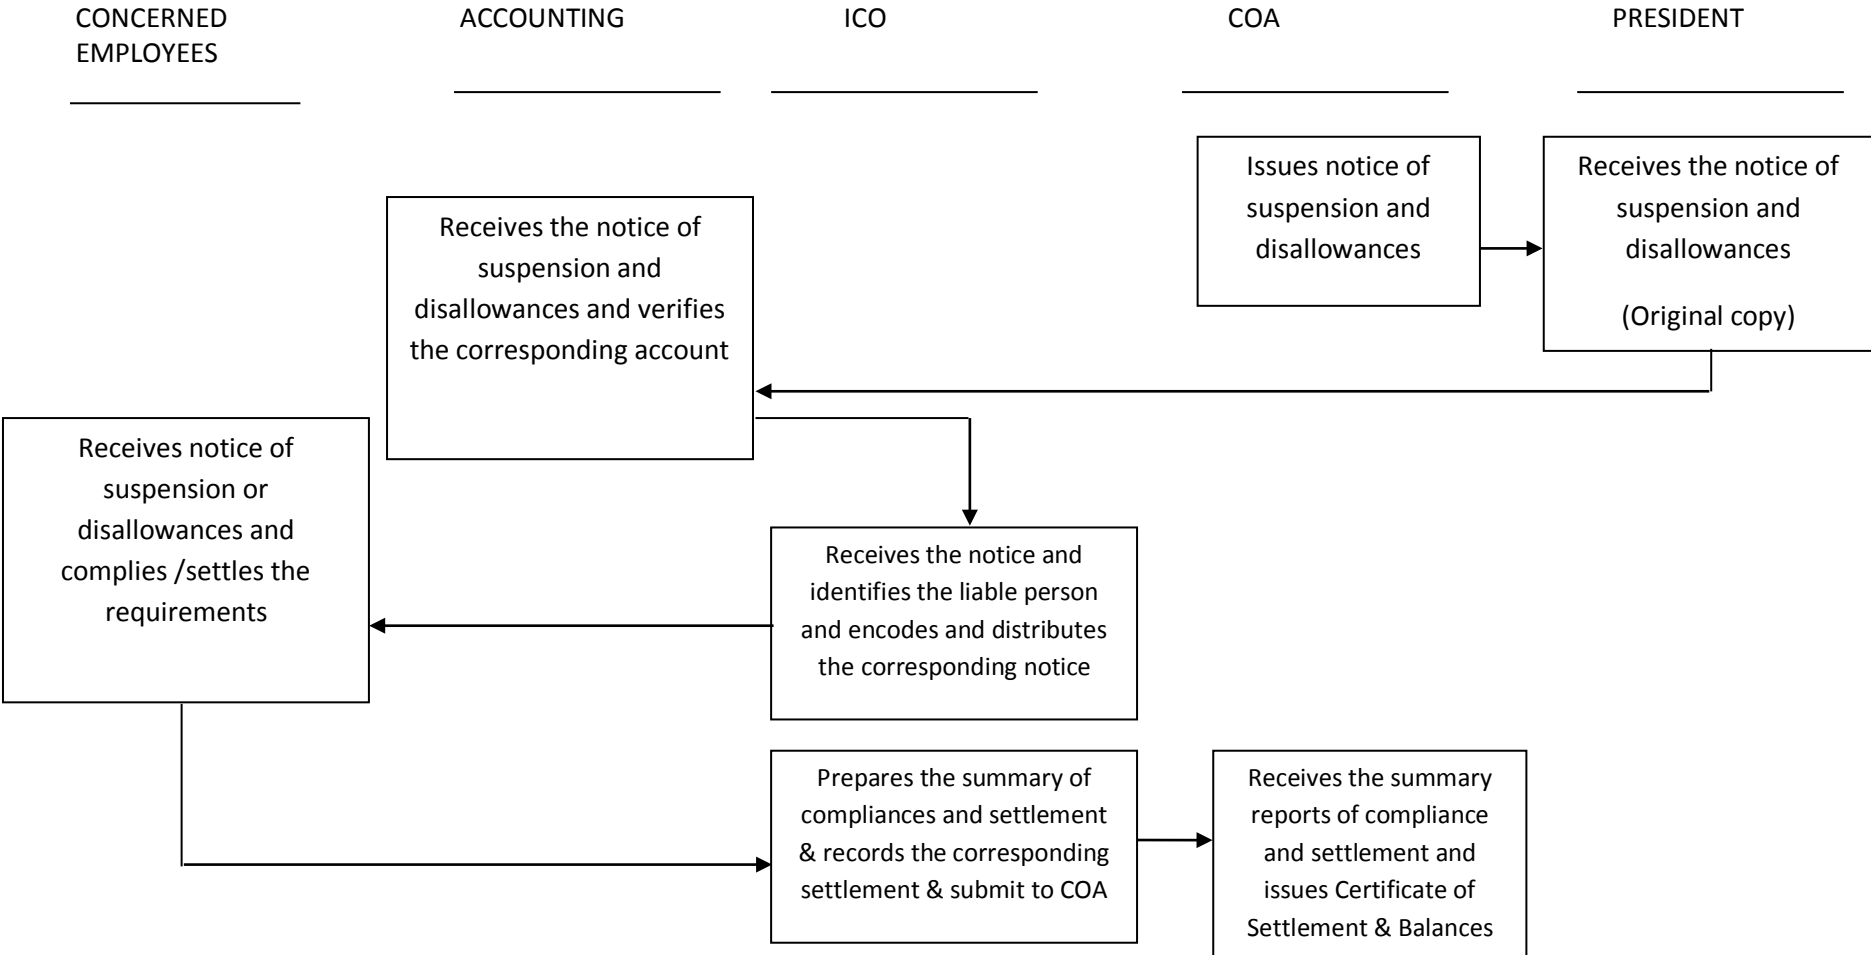 CONCERNED
EMPLOYEES
ACCOUNTING
ICO
COA
PRESIDENT
Issues notice of
suspension and
disallowances
Receives the notice of
suspension and
disallowances
(Original copy)
Receives the notice of
suspension and
disallowances and verifies
the corresponding account
Receives notice of
suspension or
disallowances and
complies /settles the
requirements
Receives the notice and
identifies the liable person
and encodes and distributes
the corresponding notice
Prepares the summary of
compliances and settlement
& records the corresponding
settlement & submit to COA
Receives the summary
reports of compliance
and settlement and
issues Certificate of
Settlement & Balances